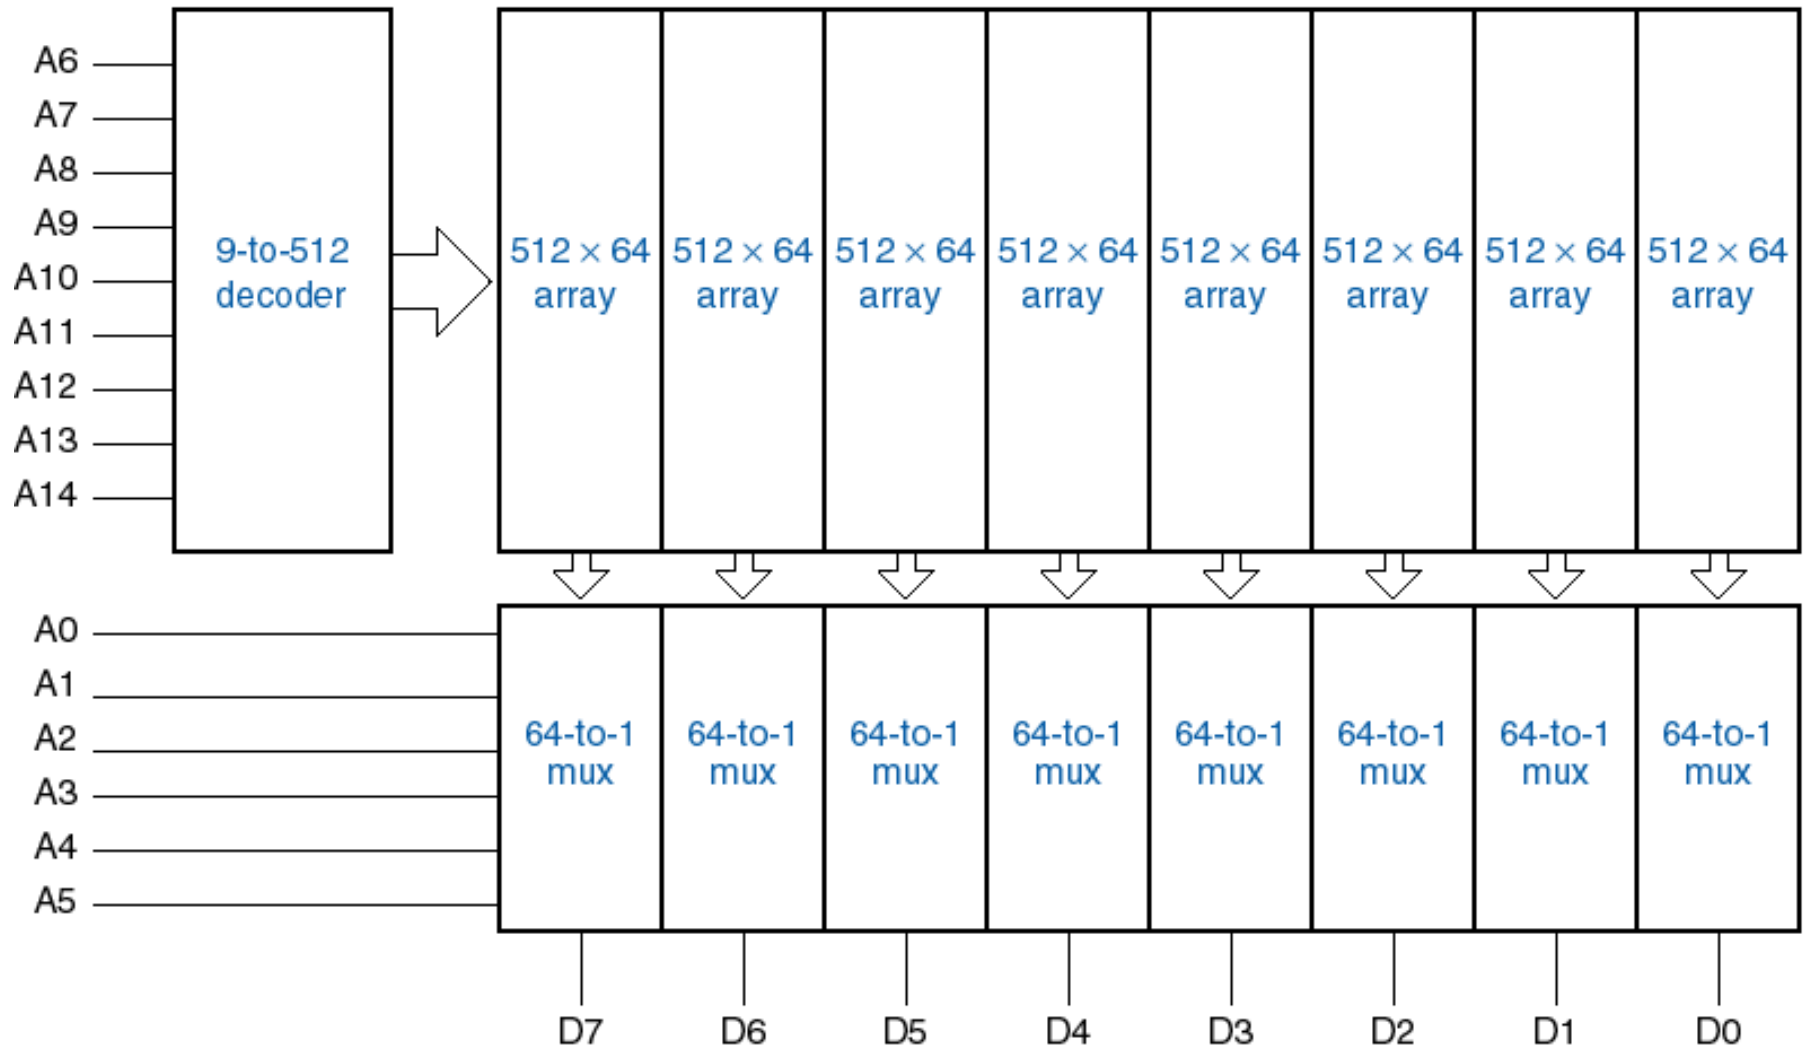 A6
A7
A8
A9
A10
A11
A12
A13
A14
9-to-512
decoder
512 × 64
array
512 × 64
array
512 × 64
array
512 × 64
array
512 × 64
array
512 × 64
array
512 × 64
array
512 × 64
array
A0
A1
A2
A3
A4
A5
64-to-1
mux
64-to-1
mux
64-to-1
mux
64-to-1
mux
64-to-1
mux
64-to-1
mux
64-to-1
mux
64-to-1
mux
D7 D6 D5 D4 D3 D2 D1 D0